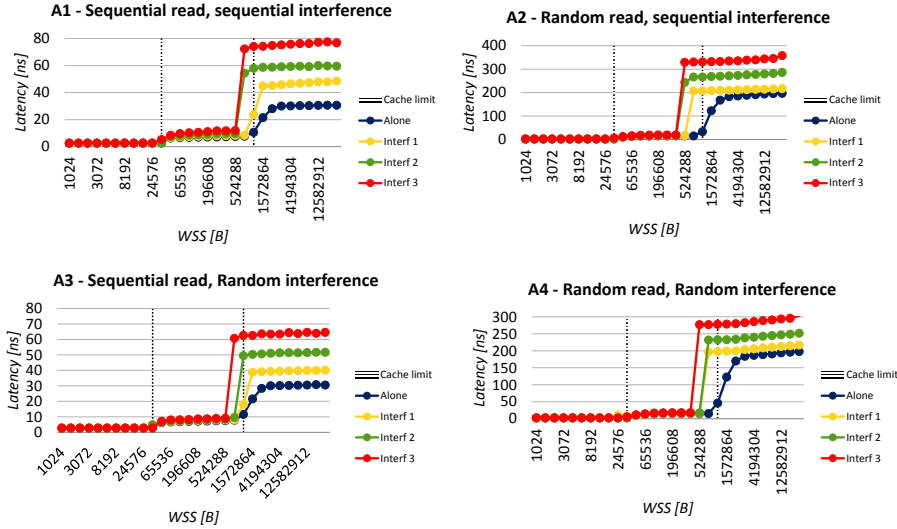 A1 - Sequential read, sequential interference
Latency [ns]
80
60
40
20
0
1024
3072
8192
24576
65536
196608
524288
1572864
4194304
12582912
WSS [B]
Cache limit
Alone
Interf 1
Interf 2
Interf 3
A2 - Random read, sequential interference
Latency [ns]
400
300
200
100
0
1024
3072
8192
24576
65536
196608
524288
1572864
4194304
12582912
WSS [B]
Cache limit
Alone
Interf 1
Interf 2
Interf 3
A3 - Sequential read, Random interference
Latency [ns]
80
70
60
50
40
30
20
10
0
1024
3072
8192
24576
65536
196608
524288
1572864
4194304
12582912
WSS [B]
Cache limit
Alone
Interf 1
Interf 2
Interf 3
A4 - Random read, Random interference
Latency [ns]
300
250
200
150
100
50
0
1024
3072
8192
24576
65536
196608
524288
1572864
4194304
12582912
WSS [B]
Cache limit
Alone
Interf 1
Interf 2
Interf 3